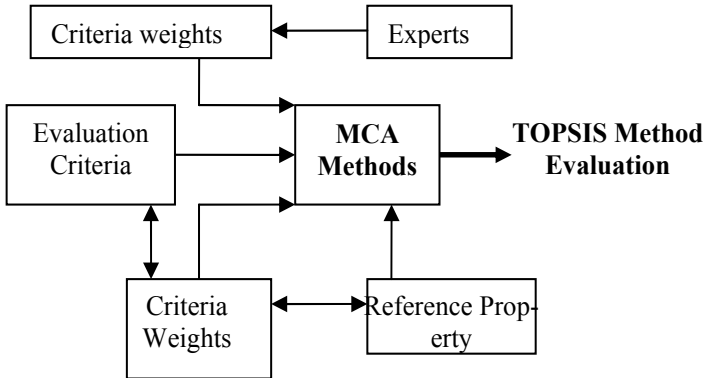 Criteria weights
Experts
Evaluation
Criteria
MCA
Methods
TOPSIS Method
Evaluation
Criteria
Weights
Reference Prop-
erty